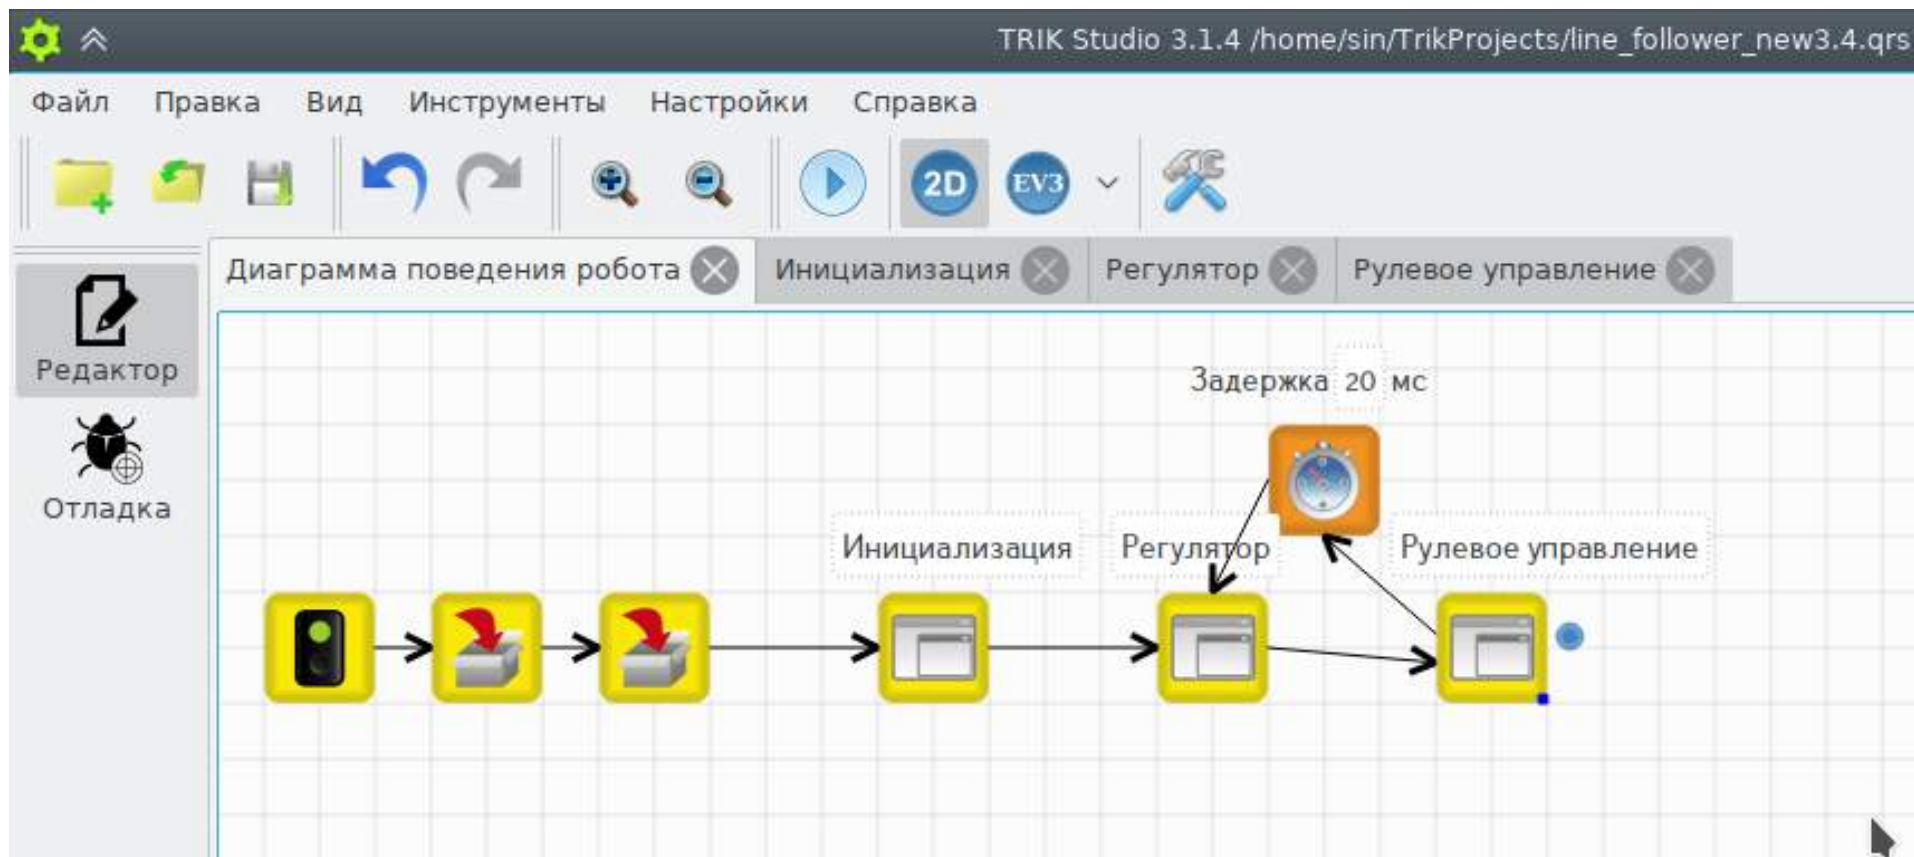 TRIK Studio 3.1.4 /home/sin/TrikProjects/line_follower_new3.4.qrs
Файл Правка Вид Инструменты Настройки Справка
2D EV3
Диаграмма поведения робота Инициализация Регулятор Рулевое управление
Редактор
Отладка
Задержка 20 мс
Инициализация Регулятор Рулевое управление